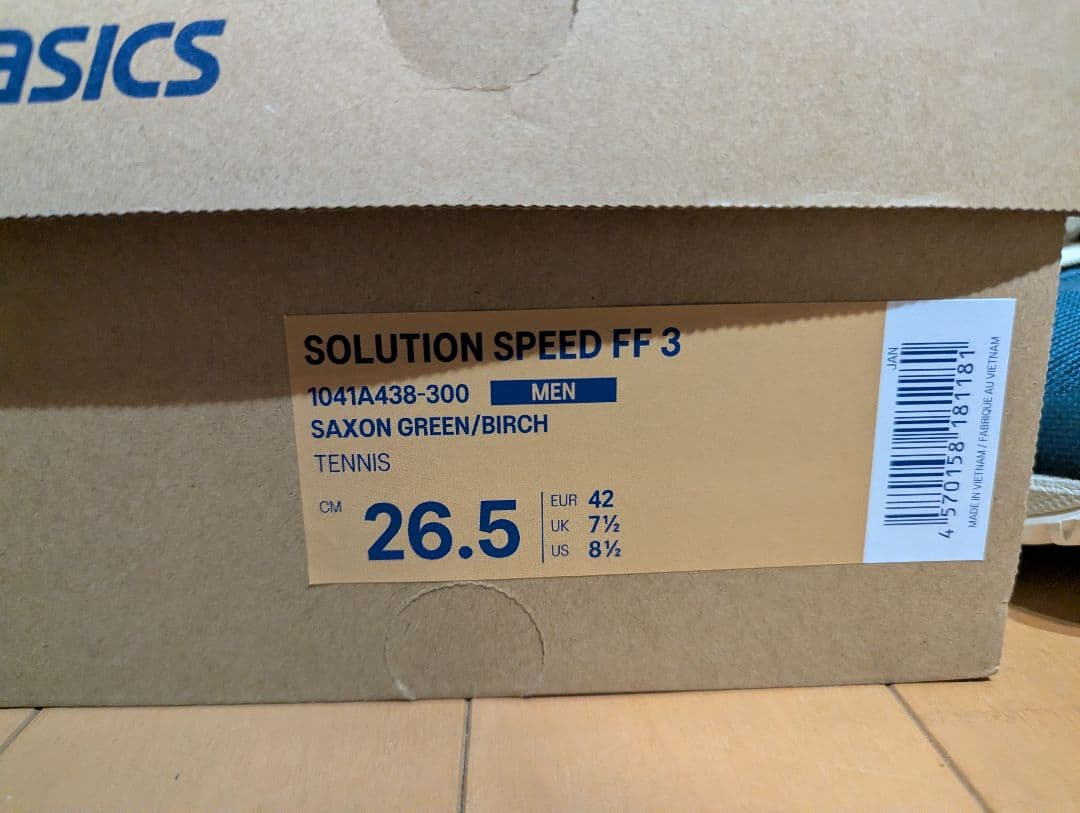 asics
SOLUTION SPEED FF 3
1041A438-300 MEN
SAXON GREEN/BIRCH
TENNIS
CM 26.5
EUR 42
UK 7½
US 8½
JAN
4 570158 181181
MADE IN VIETNAM / FABRIQUE AU VIETNAM